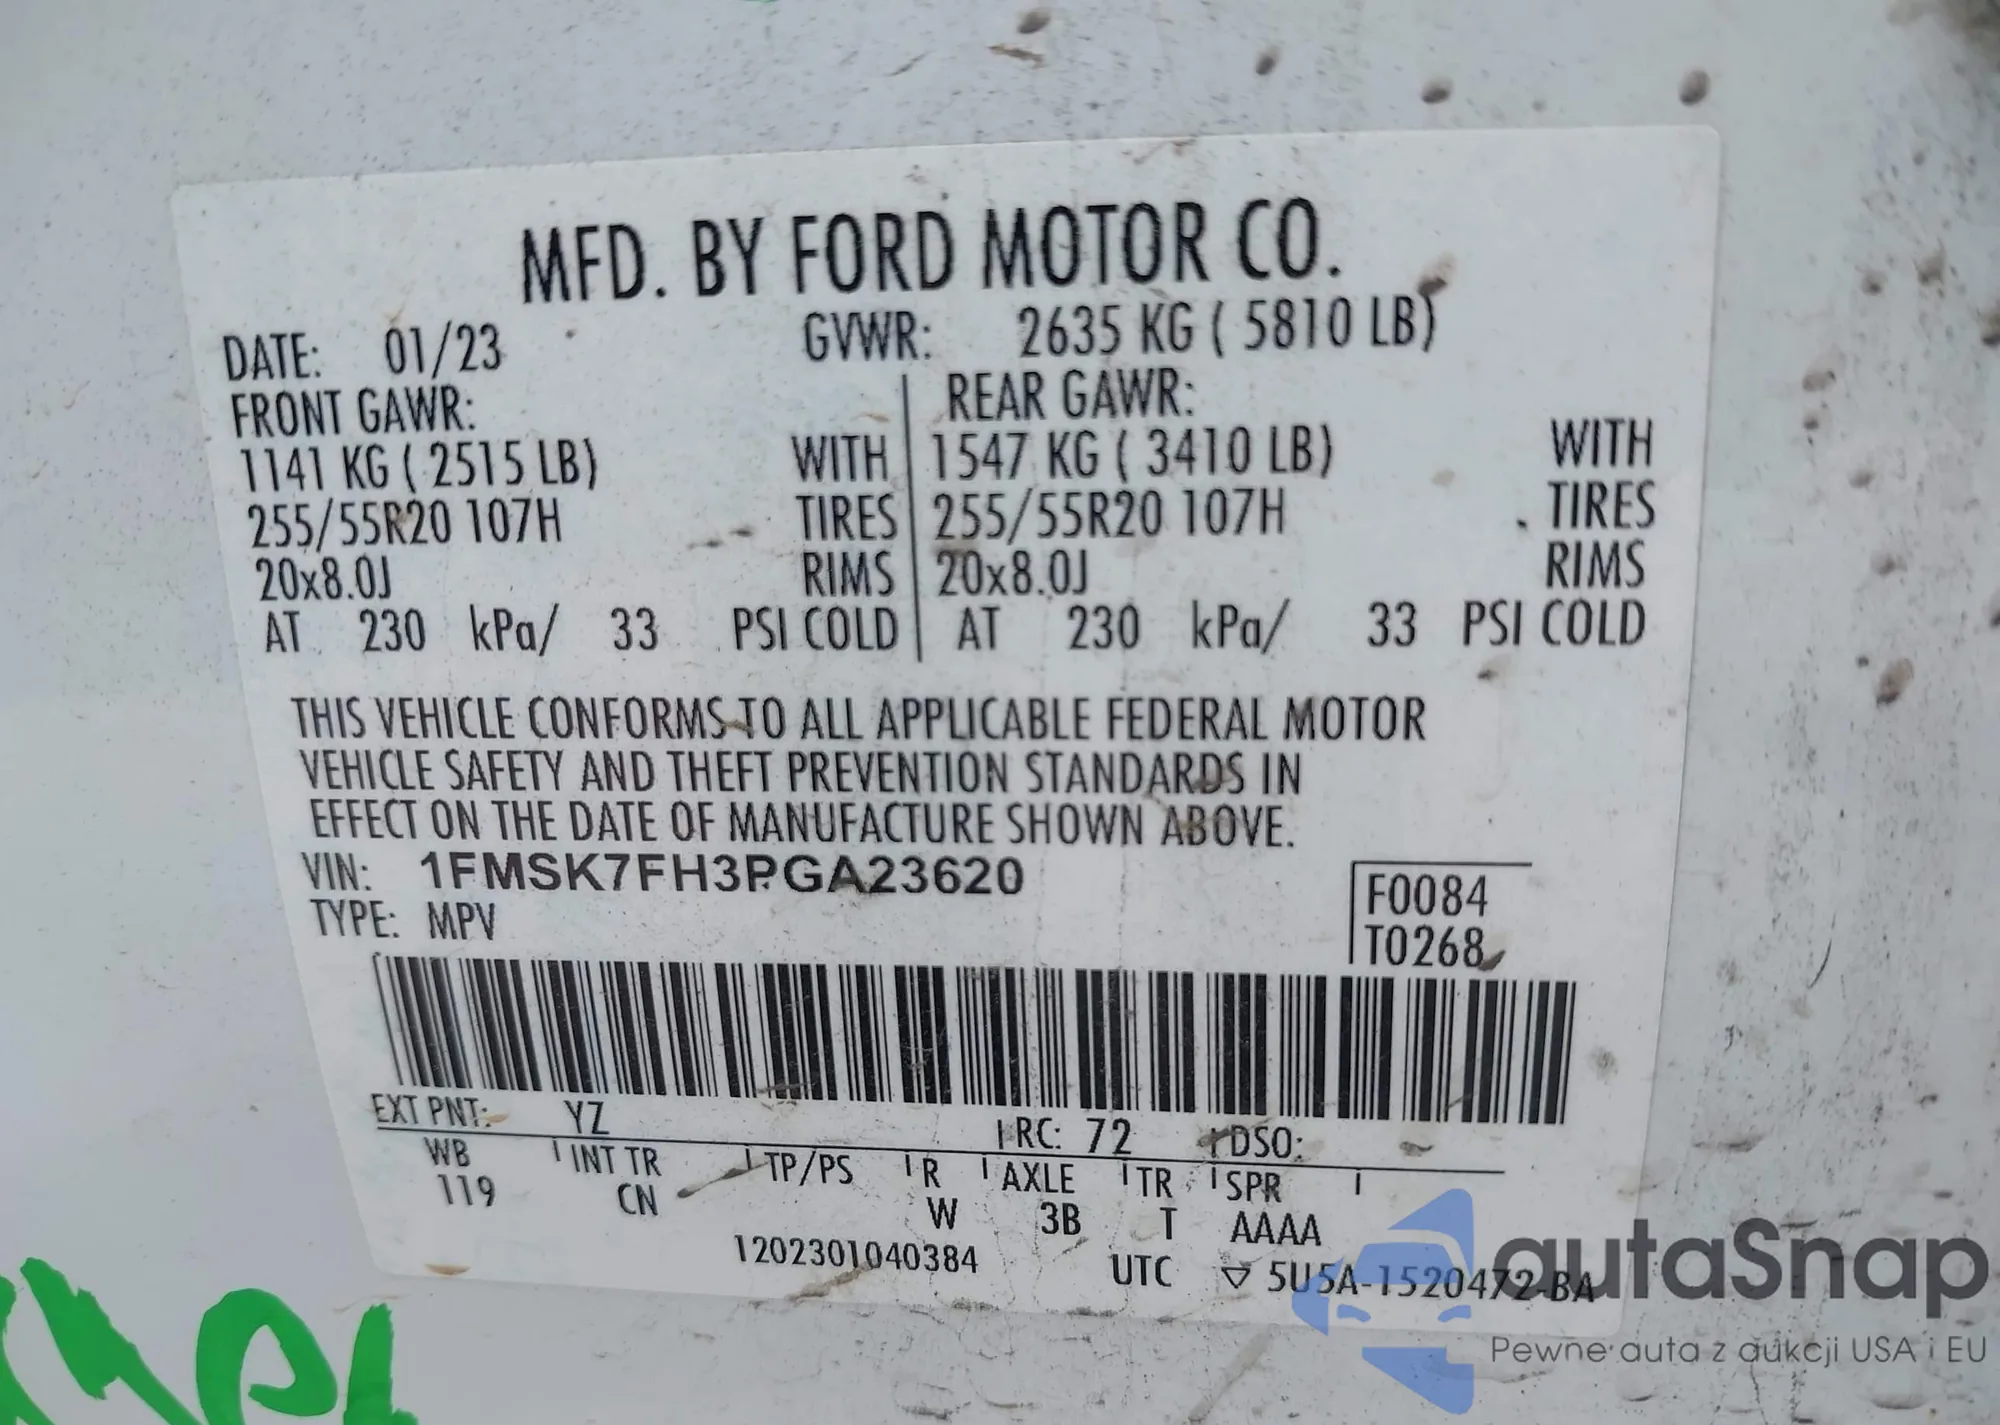 MFD. BY FORD MOTOR CO.
DATE: 01/23 GVWR: 2635 KG ( 5810 LB)
FRONT GAWR: REAR GAWR:
1141 KG ( 2515 LB) WITH 1547 KG ( 3410 LB) WITH
255/55R20 107H TIRES 255/55R20 107H TIRES
20x8.0J RIMS 20x8.0J RIMS
AT 230 kPa/ 33 PSI COLD AT 230 kPa/ 33 PSI COLD
THIS VEHICLE CONFORMS TO ALL APPLICABLE FEDERAL MOTOR
VEHICLE SAFETY AND THEFT PREVENTION STANDARDS IN
EFFECT ON THE DATE OF MANUFACTURE SHOWN ABOVE.
VIN: 1FMSK7FH3PGA23620
TYPE: MPV
F0084
T0268
EXT PNT: YZ RC: 72 DSO:
WB INT TR TP/PS R AXLE TR SPR
119 CN W 3B T AAAA
1202301040384 UTC ▽ 5U5A-1520472-BA
autaSnap
Pewne auta z aukcji USA i EU